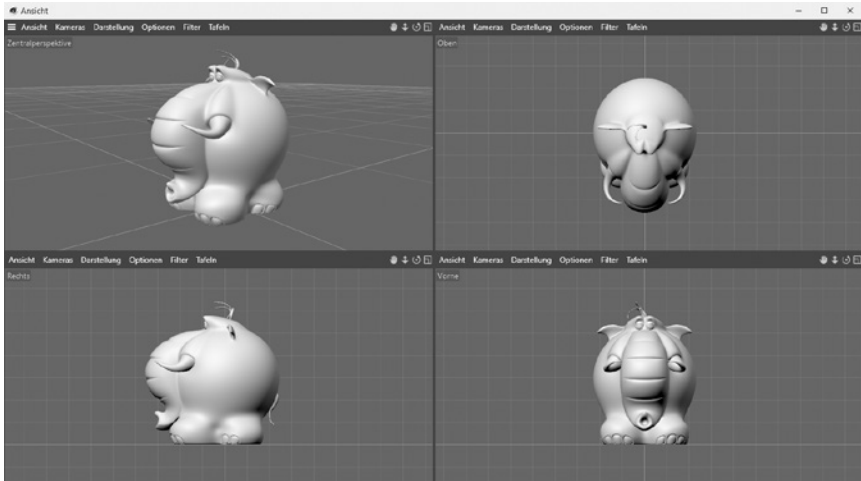 Ansicht
Ansicht Kameras Darstellung Optionen Filter Tafeln
Ansicht Kameras Darstellung Optionen Filter Tafeln
Zentralperspektive
Oben
Ansicht Kameras Darstellung Optionen Filter Tafeln
Ansicht Kameras Darstellung Optionen Filter Tafeln
Rechts
Vorne